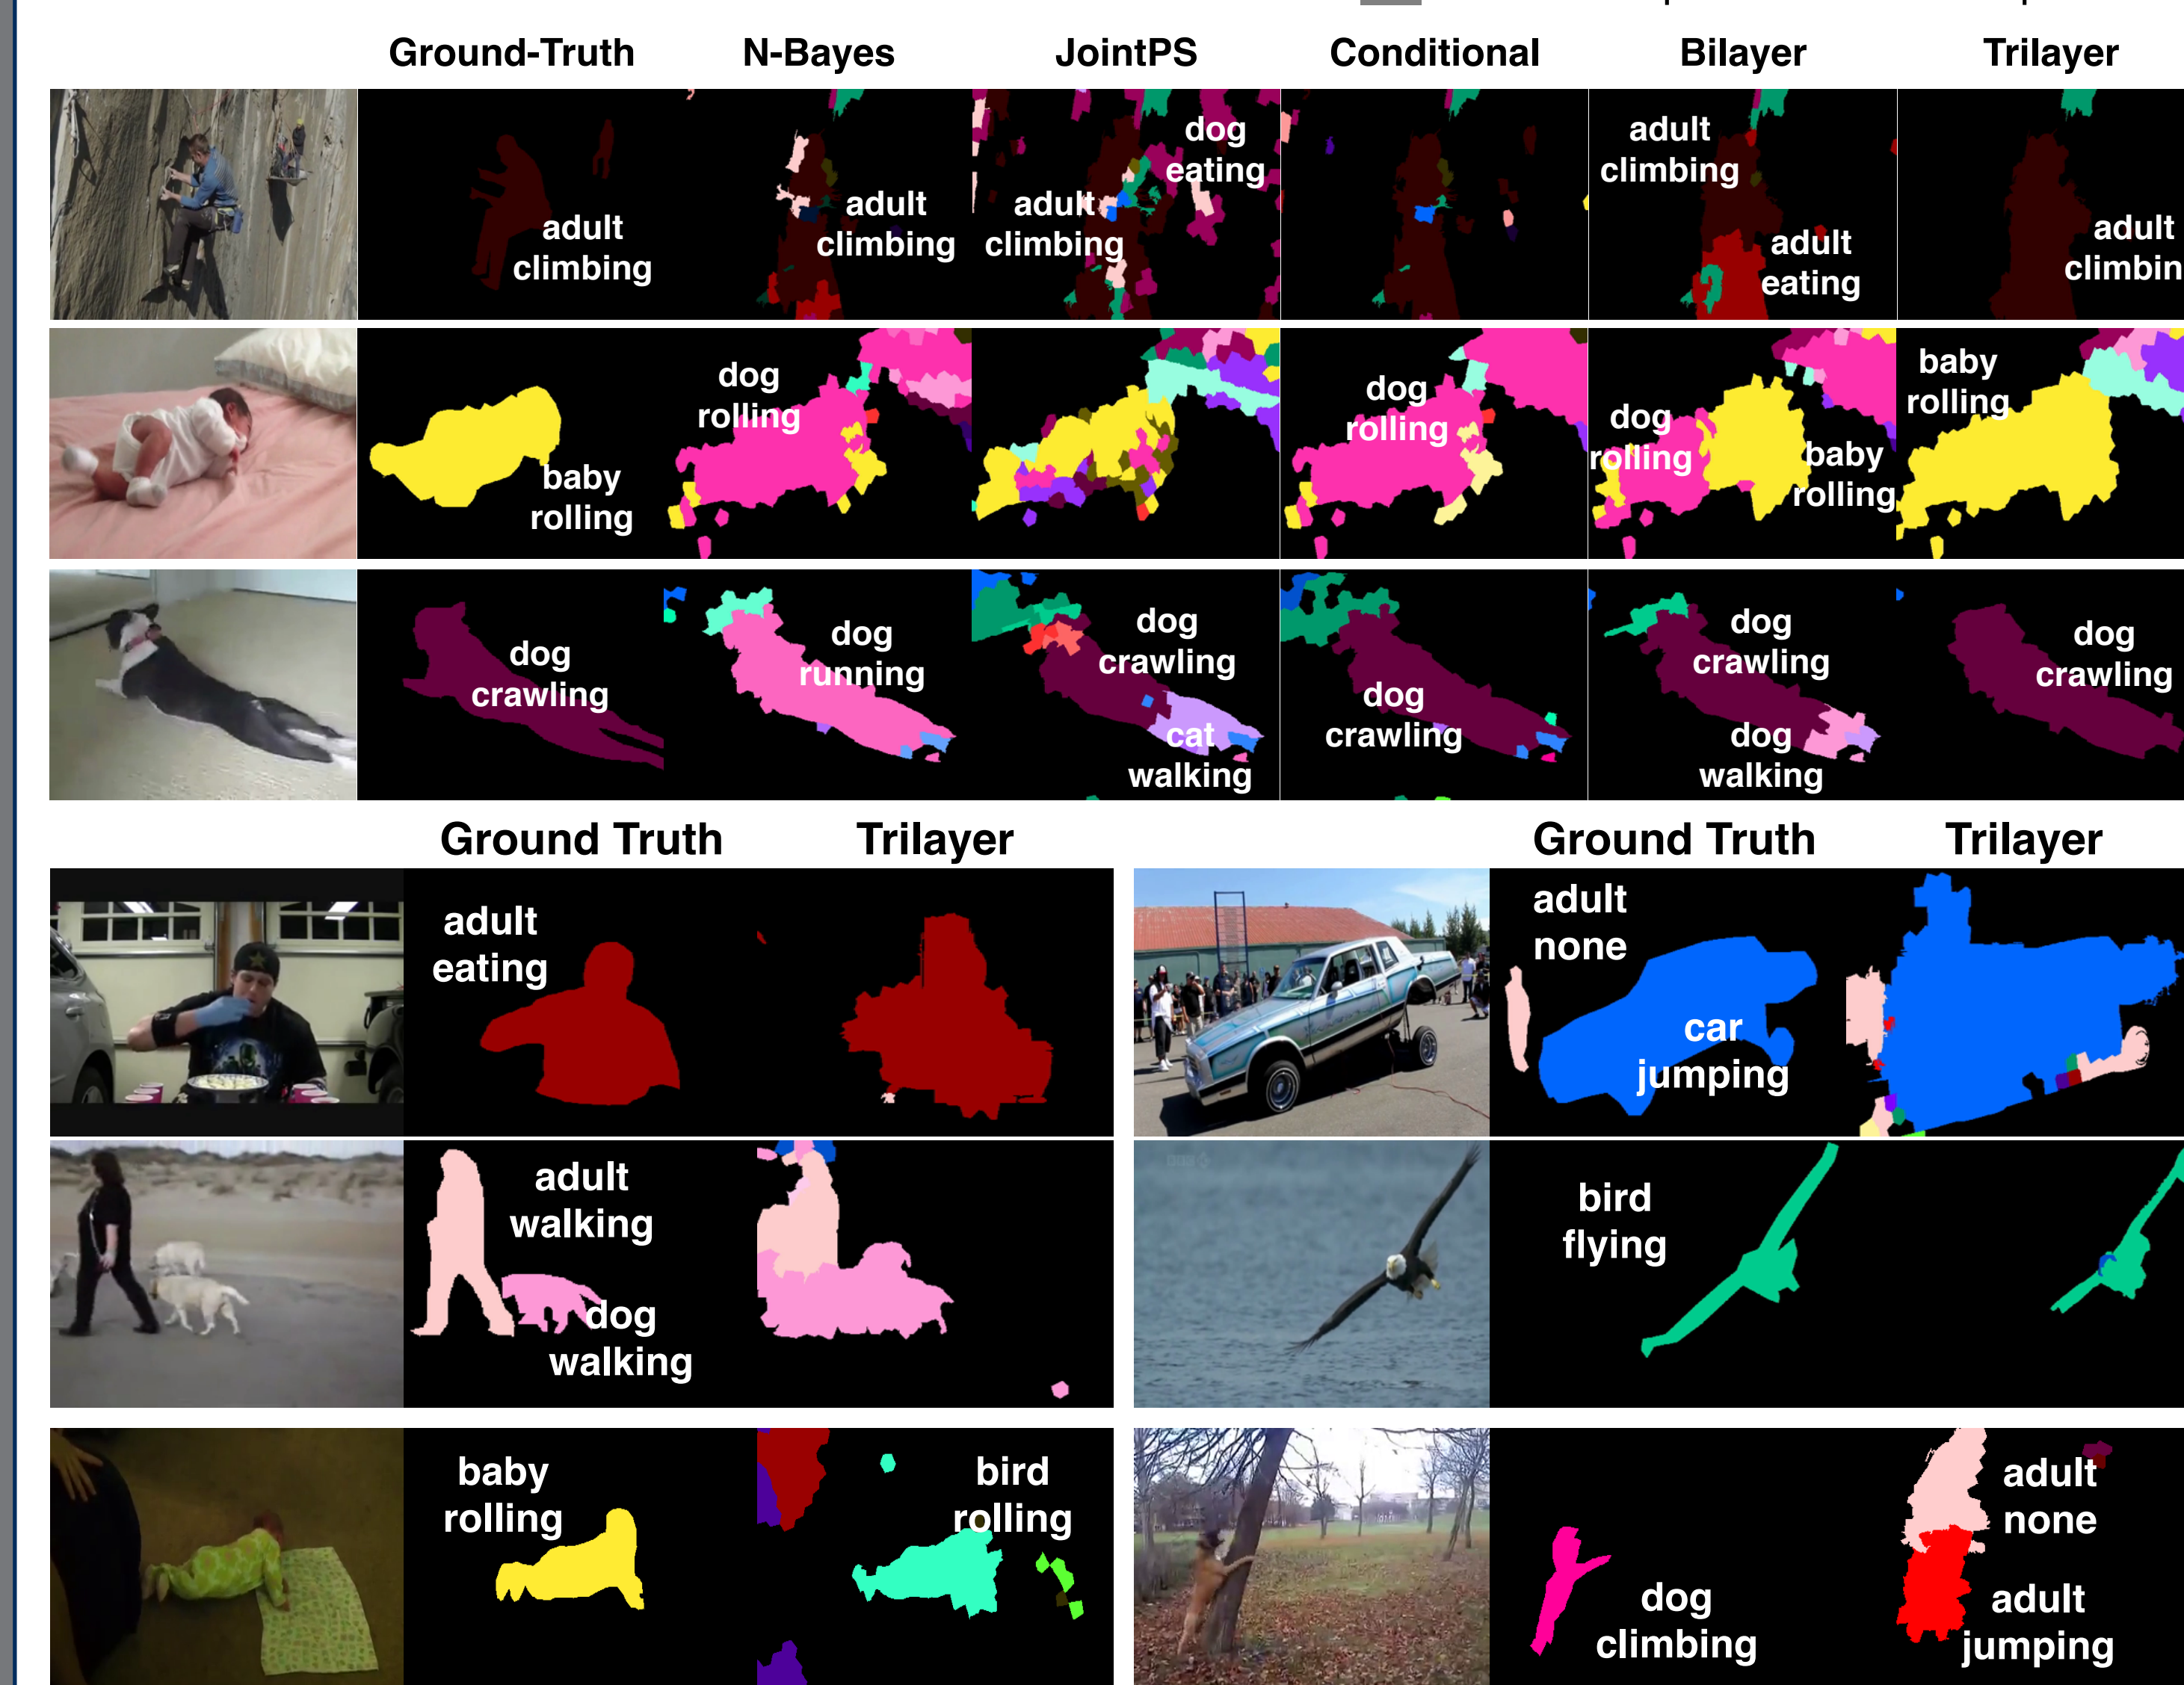 Ground-Truth N-Bayes JointPS Conditional Bilayer Trilayer
adult
climbing
adult
climbing
adult
climbing
dog
eating
adult
climbing
adult
eating
adult
climbin
baby
rolling
dog
rolling
dog
rolling
dog
rolling
baby
rolling
baby
rolling
dog
crawling
dog
running
dog
crawling
cat
walking
dog
crawling
dog
crawling
dog
walking
dog
crawling
Ground Truth Trilayer Ground Truth Trilayer
adult
eating
adult
none
car
jumping
adult
walking
dog
walking
bird
flying
baby
rolling
bird
rolling
dog
climbing
adult
none
adult
jumping